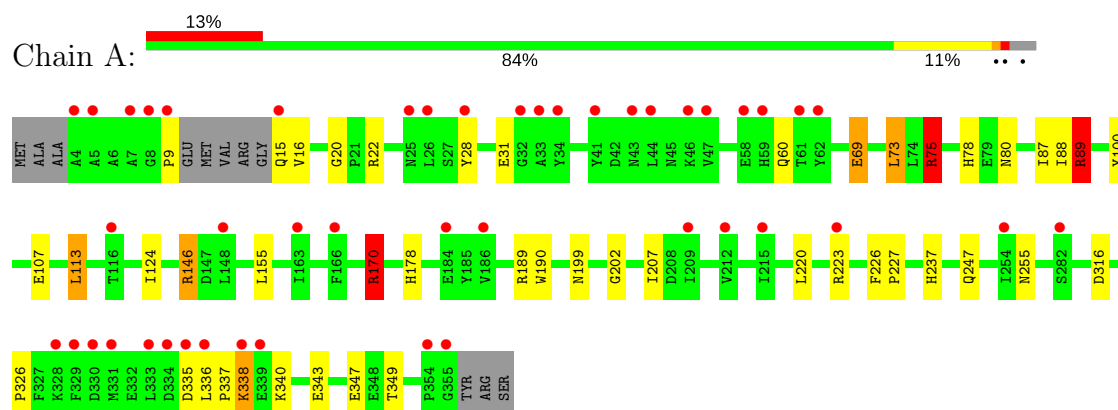 13%
Chain A:
84% 11% •• •
MET ALA ALA A4 A5 A6 A7 G8 P9 GLU MET VAL ARG GLY Q15 V16 G20 P21 R22 N25 L26 S27 Y28 E31 G32 A33 Y34 Y41 D42 N43 L44 N45 K46 V47 E58 H59 Q60 T61 Y62 E69 L73 L74 R75 H78 E79 N80 I87 I88 R89
E107 L113 T116 I124 R146 D147 L148 L155 I163 F166 R170 H178 E184 Y185 V186 R189 W190 N199 G202 I207 D208 I209 V212 I215 L220 R223 F226 P227 H237 Q247 I254 N255 S282 D316
P326 F327 K328 F329 D330 M331 E332 L333 D334 D335 L336 P337 K338 E339 K340 E343 E347 E348 T349 P354 G355 TYR ARG SER